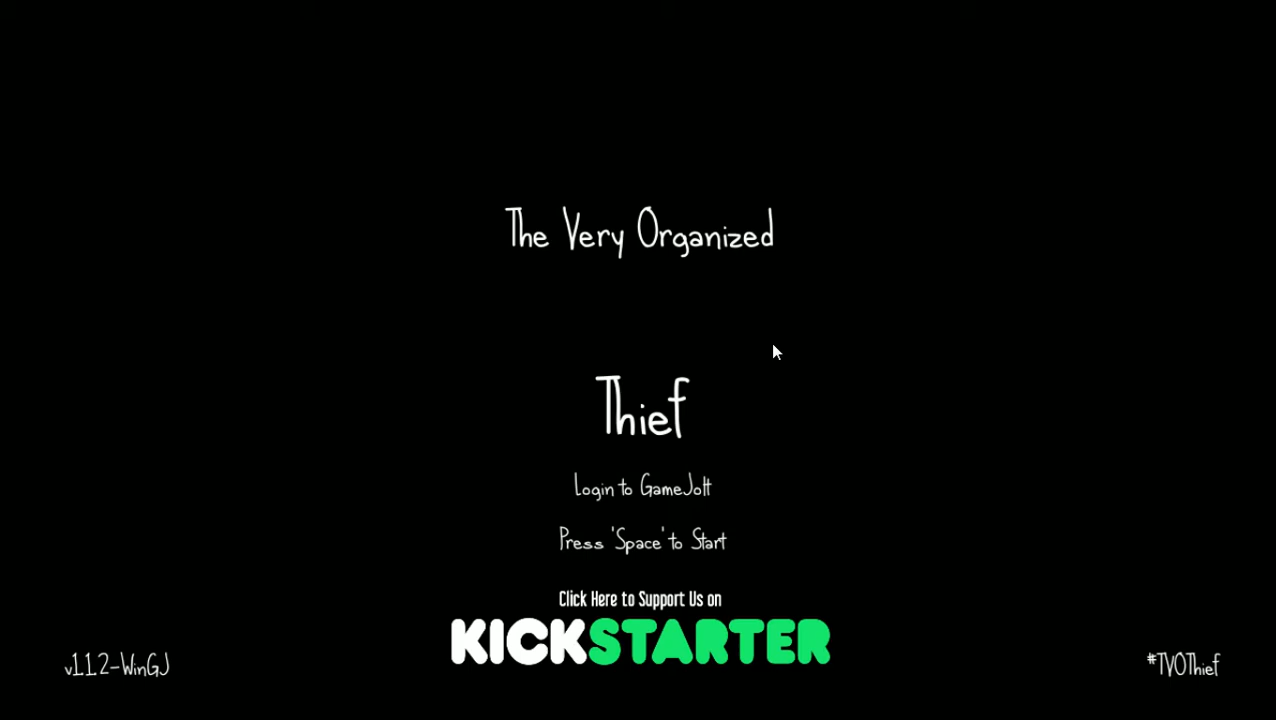 The Very Organized
Thief
Login to GameJolt
Press 'Space' to Start
Click Here to Support Us on
KICKSTARTER
v1.1.2-WinGJ
#TVOThief